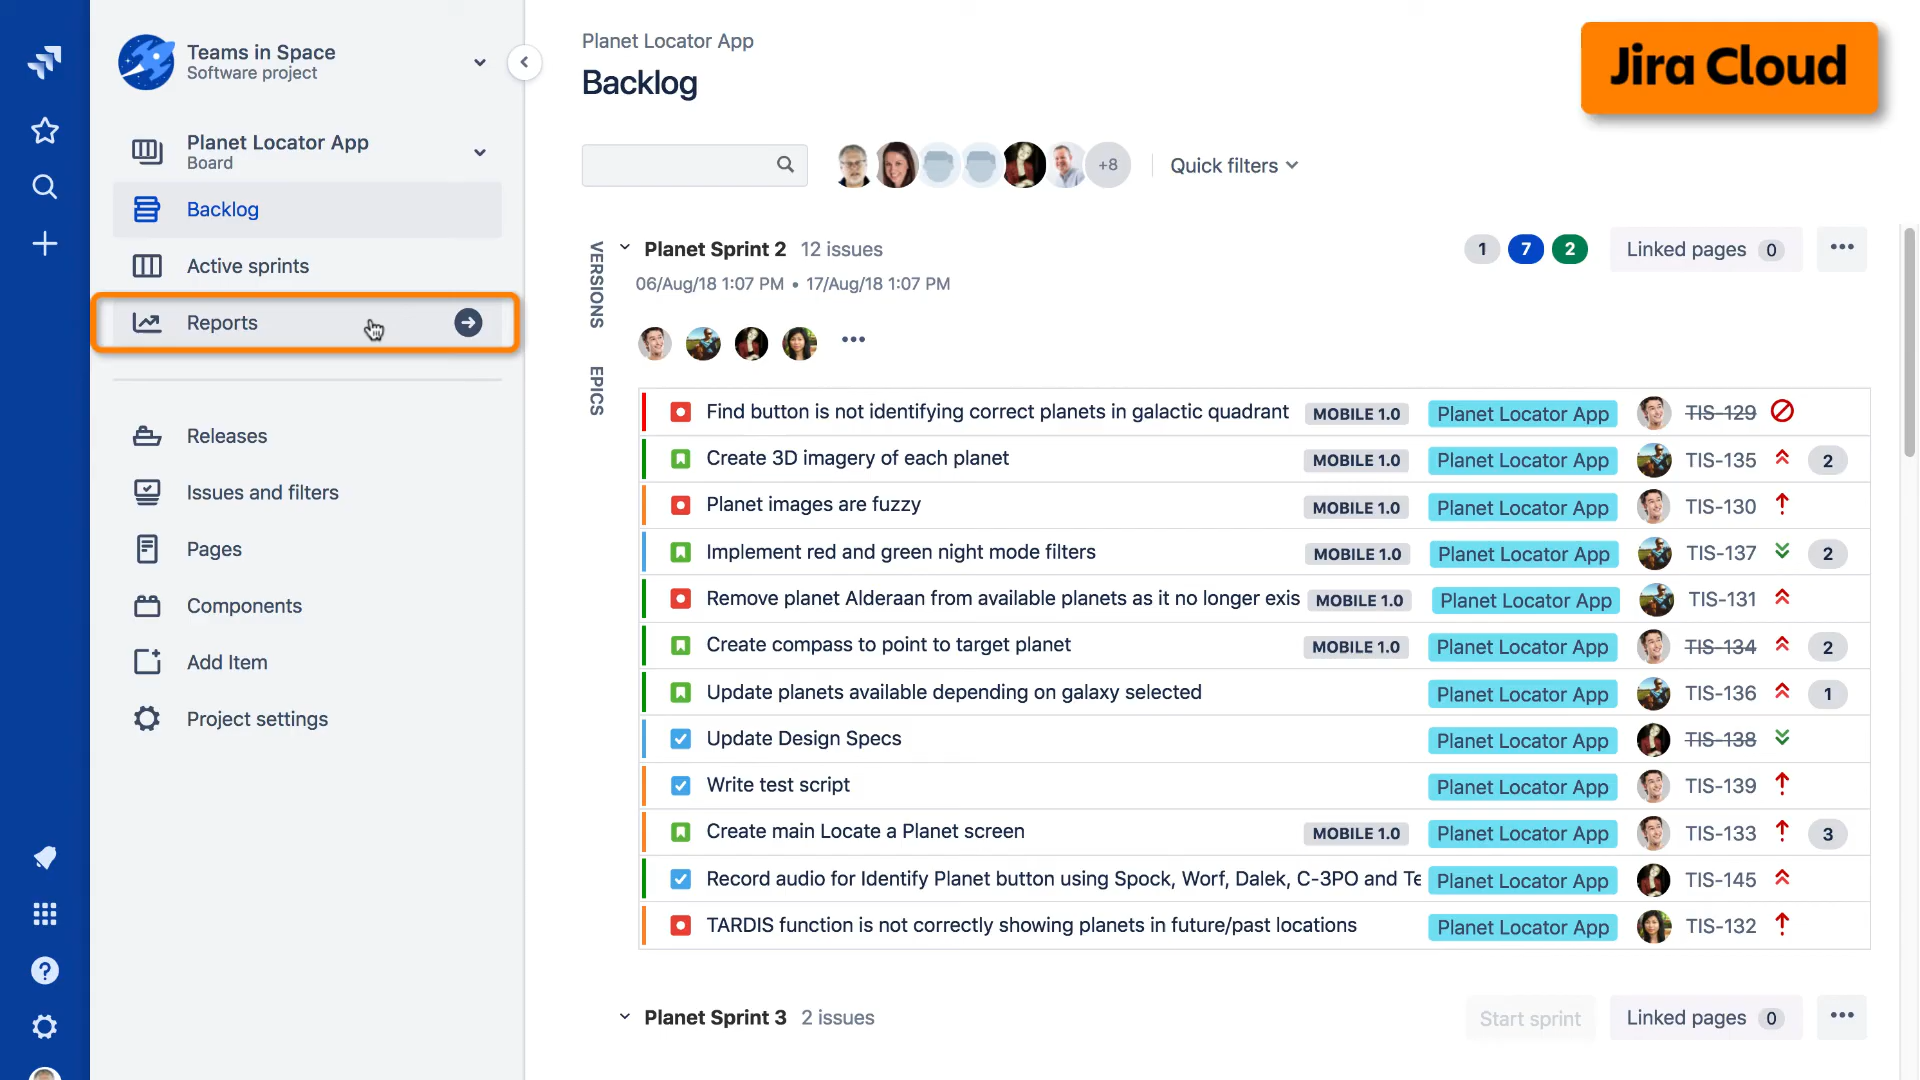 Teams in Space
Software project
Planet Locator App
Board
Backlog
Active sprints
Reports
Releases
Issues and filters
Pages
Components
Add Item
Project settings
Planet Locator App
Backlog
Jira Cloud
+8
Quick filters
VERSIONS
EPICS
Planet Sprint 2 12 issues
1 7 2 Linked pages 0
06/Aug/18 1:07 PM • 17/Aug/18 1:07 PM
Find button is not identifying correct planets in galactic quadrant MOBILE 1.0 Planet Locator App TIS-129
Create 3D imagery of each planet MOBILE 1.0 Planet Locator App TIS-135 2
Planet images are fuzzy MOBILE 1.0 Planet Locator App TIS-130
Implement red and green night mode filters MOBILE 1.0 Planet Locator App TIS-137 2
Remove planet Alderaan from available planets as it no longer exis MOBILE 1.0 Planet Locator App TIS-131
Create compass to point to target planet MOBILE 1.0 Planet Locator App TIS-134 2
Update planets available depending on galaxy selected Planet Locator App TIS-136 1
Update Design Specs Planet Locator App TIS-138
Write test script Planet Locator App TIS-139
Create main Locate a Planet screen MOBILE 1.0 Planet Locator App TIS-133 3
Record audio for Identify Planet button using Spock, Worf, Dalek, C-3PO and Te Planet Locator App TIS-145
TARDIS function is not correctly showing planets in future/past locations Planet Locator App TIS-132
Planet Sprint 3 2 issues
Start sprint Linked pages 0